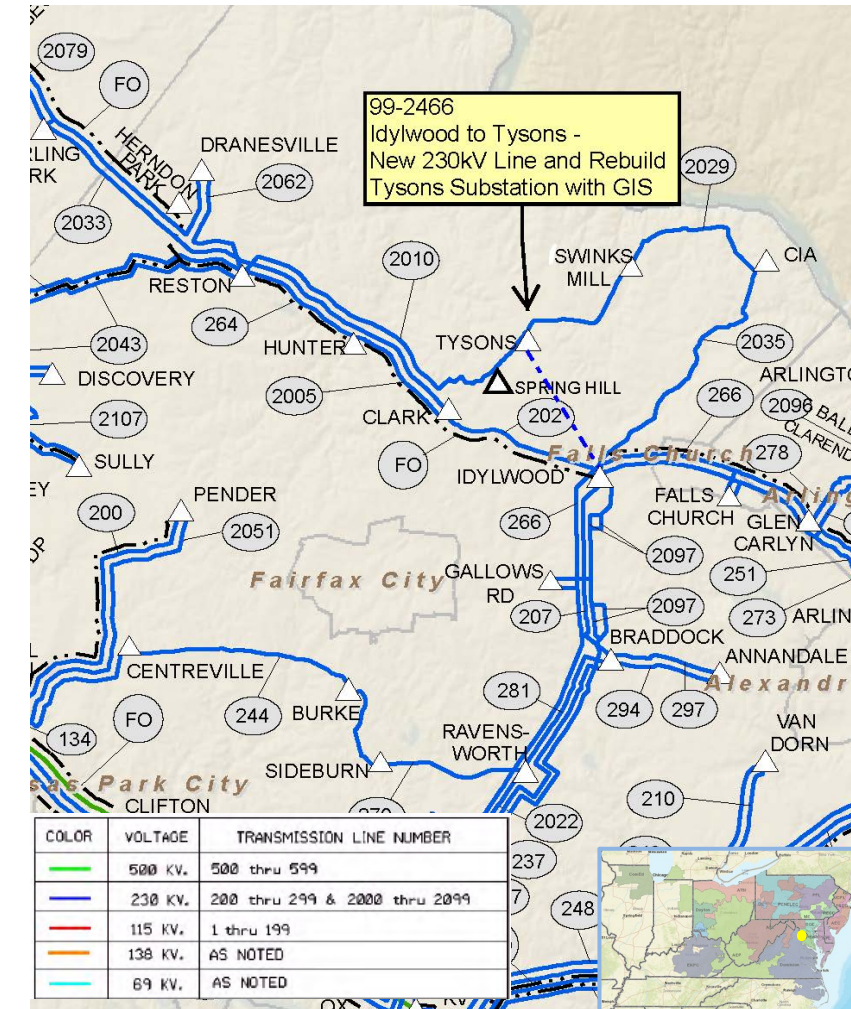 2079
FO
HERNDON
PARK
DRANESVILLE
2062
2033
99-2466
Idylwood to Tysons -
New 230kV Line and Rebuild
Tysons Substation with GIS
2029
SWINKS
MILL
CIA
RESTON
2010
264
2043
HUNTER
TYSONS
2035
DISCOVERY
2005
SPRING HILL
ARLINGTO
2107
CLARK
202
266
2096
BALL
CLARENDO
SULLY
FO
Falls Church
278
IDYLWOOD
PENDER
200
2051
266
FALLS
CHURCH
GLEN
CARLYN
Arling
2097
251
Fairfax City
GALLOWS
RD
207
2097
273
ARLIN
BRADDOCK
CENTREVILLE
ANNANDALE
Alexandr
281
294
297
244
BURKE
134
FO
RAVENS-
WORTH
VAN
DORN
SIDEBURN
sas Park City
210
CLIFTON
2022
237
248
COLOR VOLTAGE TRANSMISSION LINE NUMBER
500 KV. 500 thru 599
230 KV. 200 thru 299 & 2000 thru 2099
115 KV. 1 thru 199
138 KV. AS NOTED
69 KV. AS NOTED